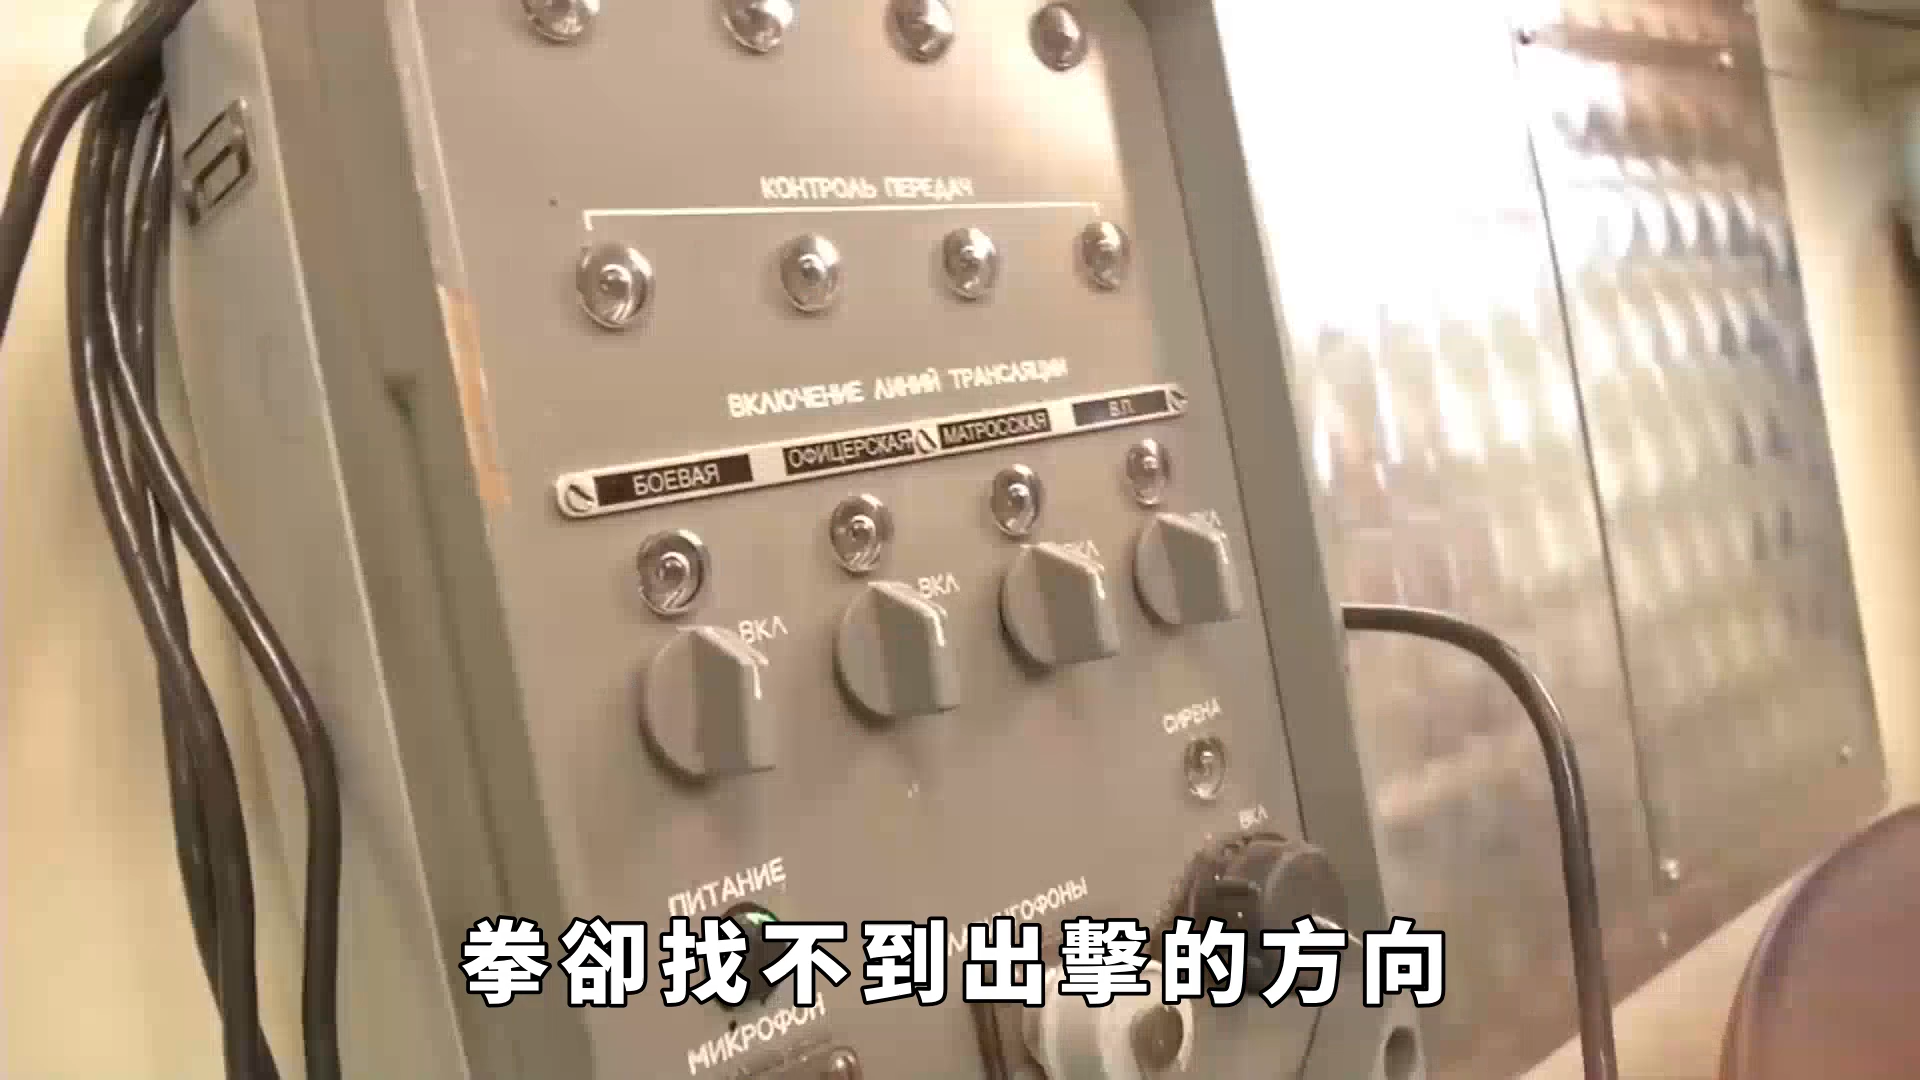 КОНТРОЛЬ ПЕРЕДАЧ
ВКЛЮЧЕНИЕ ЛИНИЙ ТРАНСЛЯЦИИ
БОЕВАЯ ОФИЦЕРСКАЯ МАТРОССКАЯ В.П.
ВКЛ ВКЛ ВКЛ ВКЛ
СИРЕНА
ВКЛ
ПИТАНИЕ
拳卻找不到出擊的方向
МИКРОФОН